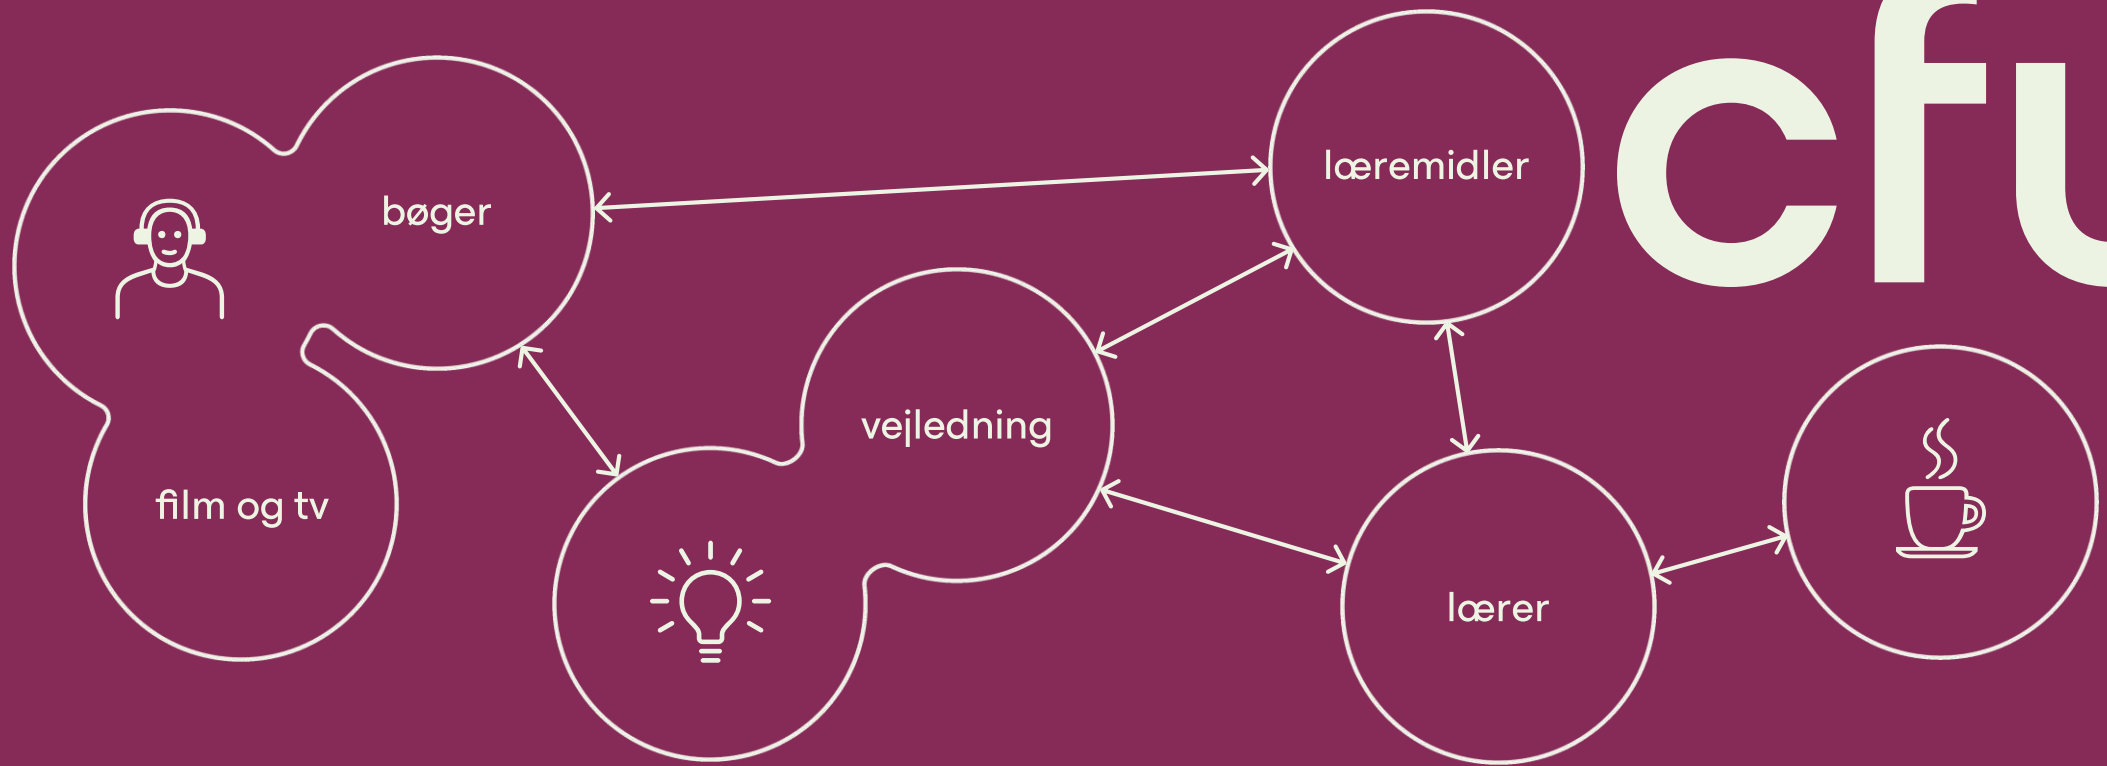 bøger
læremidler
cfu
vejledning
film og tv
lærer